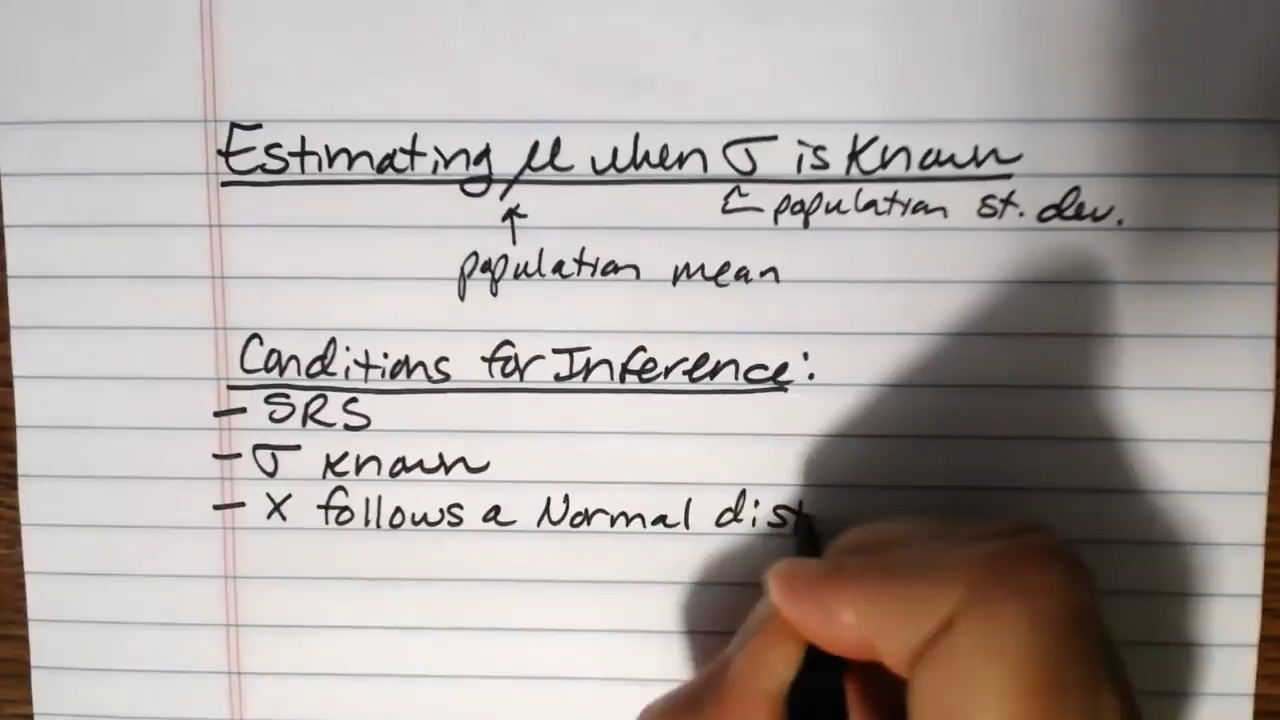 Estimating μ when σ is Known
↑ population st. dev.
↑
population mean
Conditions for Inference:
- SRS
- σ known
- X follows a Normal dist